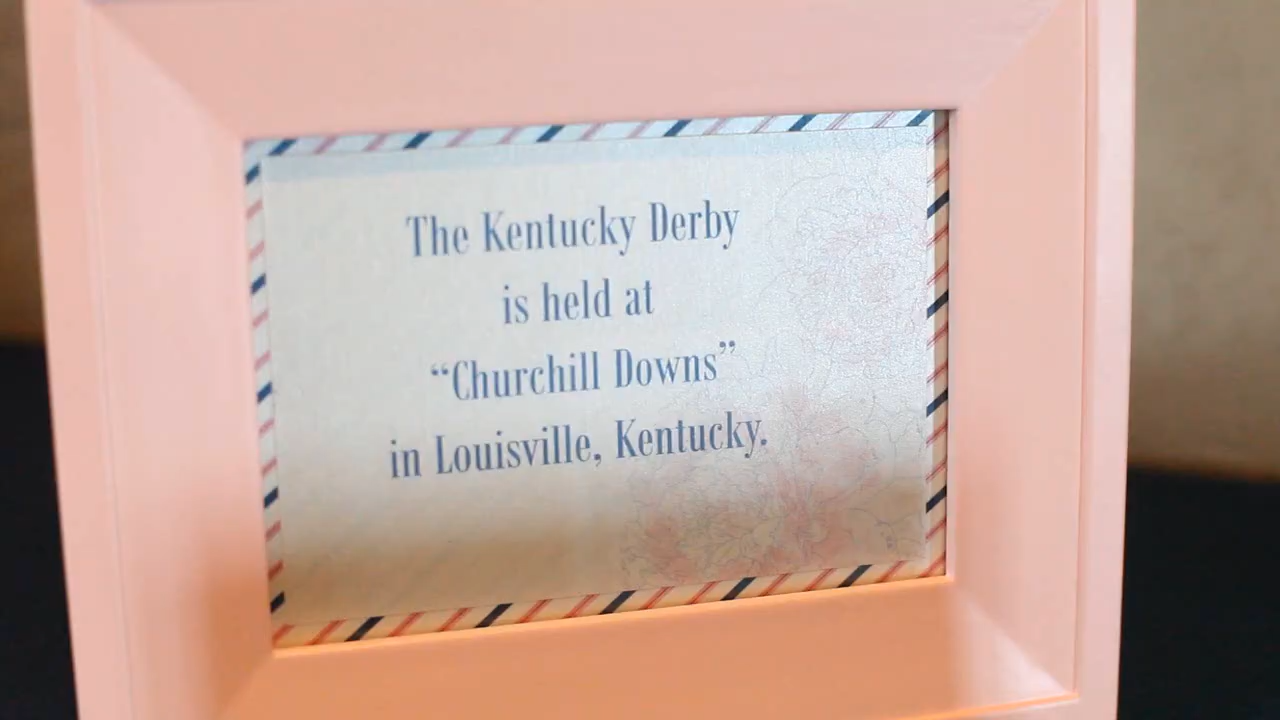 The Kentucky Derby
is held at
“Churchill Downs”
in Louisville, Kentucky.